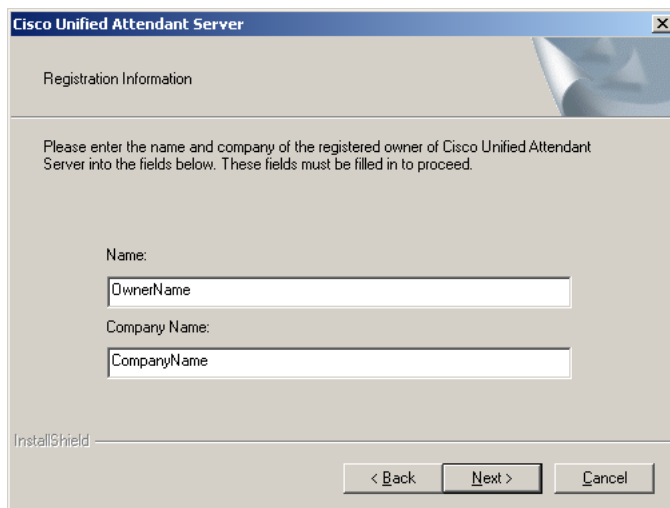 Cisco Unified Attendant Server
Registration Information
Please enter the name and company of the registered owner of Cisco Unified Attendant
Server into the fields below. These fields must be filled in to proceed.
Name:
OwnerName
Company Name:
CompanyName
InstallShield
< Back Next > Cancel